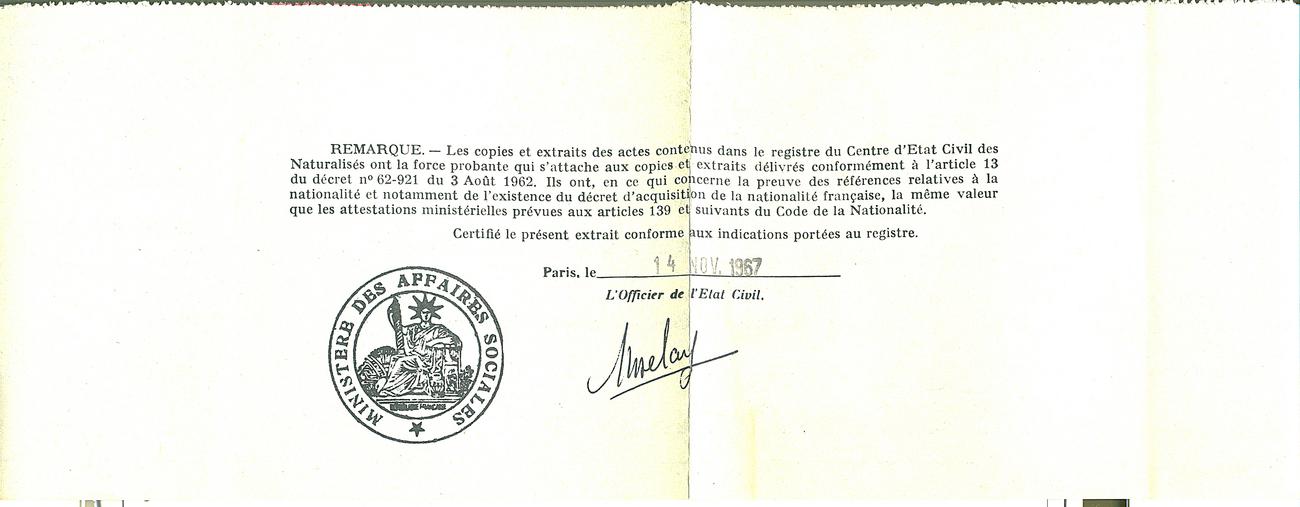 REMARQUE. — Les copies et extraits des actes contenus dans le registre du Centre d'Etat Civil des
Naturalisés ont la force probante qui s'attache aux copies et extraits délivrés conformément à l'article 13
du décret nº 62-921 du 3 Août 1962. Ils ont, en ce qui concerne la preuve des références relatives à la
nationalité et notamment de l'existence du décret d'acquisition de la nationalité française, la même valeur
que les attestations ministérielles prévues aux articles 139 et suivants du Code de la Nationalité.
Certifié le présent extrait conforme aux indications portées au registre.
Paris, le 14 NOV. 1967
L'Officier de l'Etat Civil.
MINISTERE DES AFFAIRES SOCIALES
REPUBLIQUE FRANCAISE